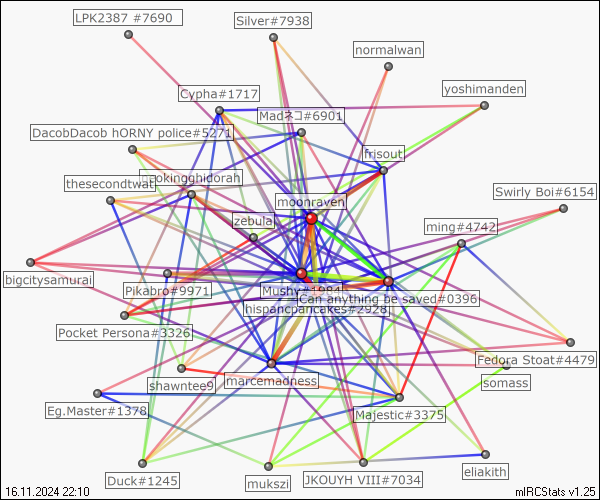 LPK2387 #7690
Silver#7938
normalwan
Cypha#1717
yoshimanden
Madネコ#6901
DacobDacob hORNY police#5271
frisout
thesecondtwat
okingghidorah
moonraven
Swirly Boi#6154
zebula
ming#4742
bigcitysamurai
Pikabro#9971
Mushy#1984
Can anything be saved#0396
hispancpancakes#2928
Pocket Persona#3326
Fedora Stoat#4479
shawntee9
marcemadness
somass
Eg.Master#1378
Majestic#3375
Duck#1245
mukszi
JKOUYH VIII#7034
eliakith
16.11.2024 22:10
mIRCStats v1.25